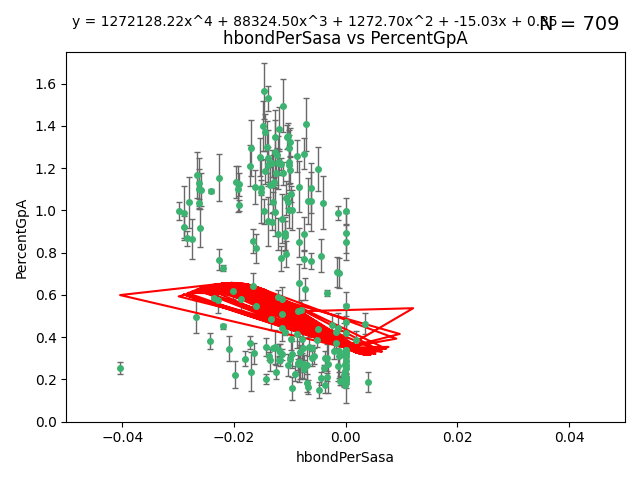 y = 1272128.22x^4 + 88324.50x^3 + 1272.70x^2 + -15.03x + 0.
N = 709
hbondPerSasa vs PercentGpA
PercentGpA
1.6
1.4
1.2
1.0
0.8
0.6
0.4
0.2
0.0
−0.04 −0.02 0.00 0.02 0.04
hbondPerSasa